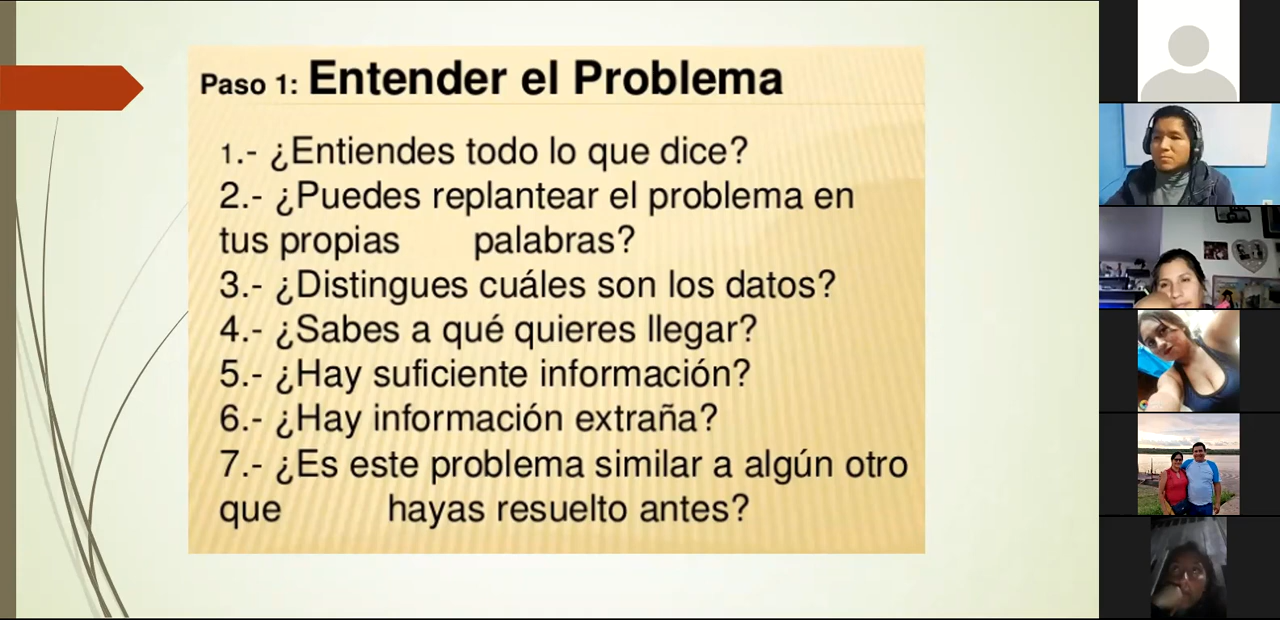 Paso 1: Entender el Problema
1.- ¿Entiendes todo lo que dice?
2.- ¿Puedes replantear el problema en
tus propias palabras?
3.- ¿Distingues cuáles son los datos?
4.- ¿Sabes a qué quieres llegar?
5.- ¿Hay suficiente información?
6.- ¿Hay información extraña?
7.- ¿Es este problema similar a algún otro
que hayas resuelto antes?